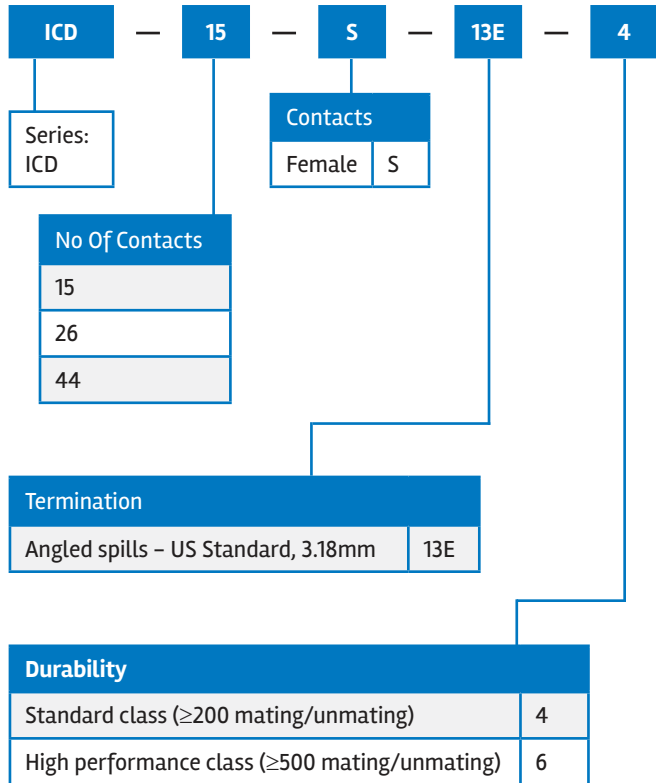 ICD — 15 — S — 13E — 4
Series:
ICD
Contacts
Female S
No Of Contacts
15
26
44
Termination
Angled spills – US Standard, 3.18mm 13E
Durability
Standard class (≥200 mating/unmating) 4
High performance class (≥500 mating/unmating) 6